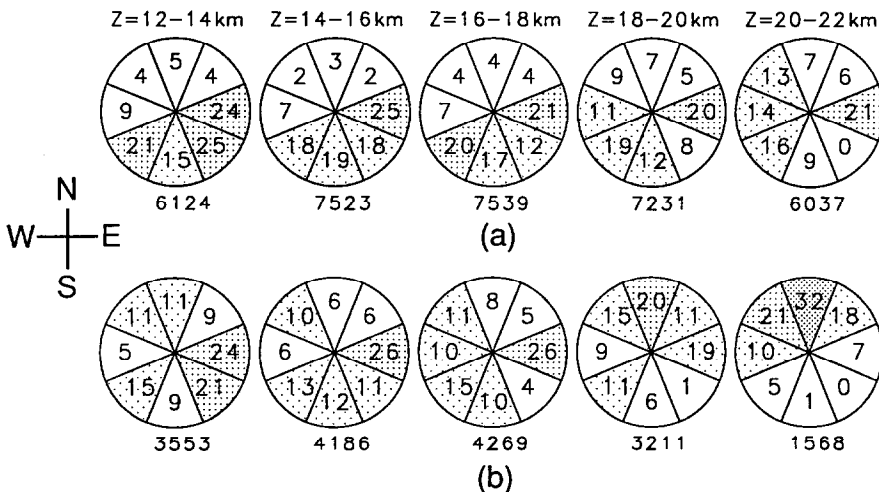 Z=12-14km Z=14-16km Z=16-18km Z=18-20km Z=20-22km
5 3 4 7 7
4 4 2 2 4 4 9 5 13 6
9 24 7 25 7 21 11 20 14 21
21 25 18 18 20 12 19 8 16 0
15 19 17 12 9
6124 7523 7539 7231 6037
(a)
N
W E
S
11 6 8 20 32
11 9 10 6 11 5 15 11 21 18
5 24 6 26 10 26 9 19 10 7
15 21 13 11 15 4 11 1 5 0
9 12 10 6 1
3553 4186 4269 3211 1568
(b)